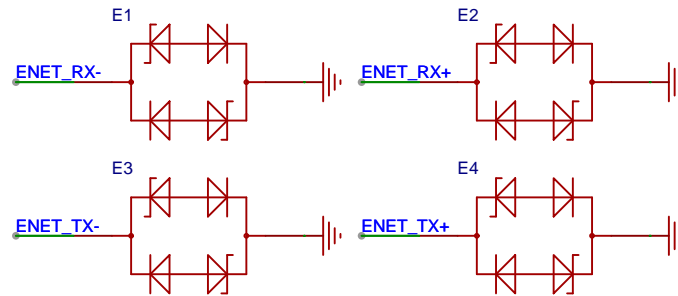 E1
E2
ENET_RX-
ENET_RX+
E3
E4
ENET_TX-
ENET_TX+